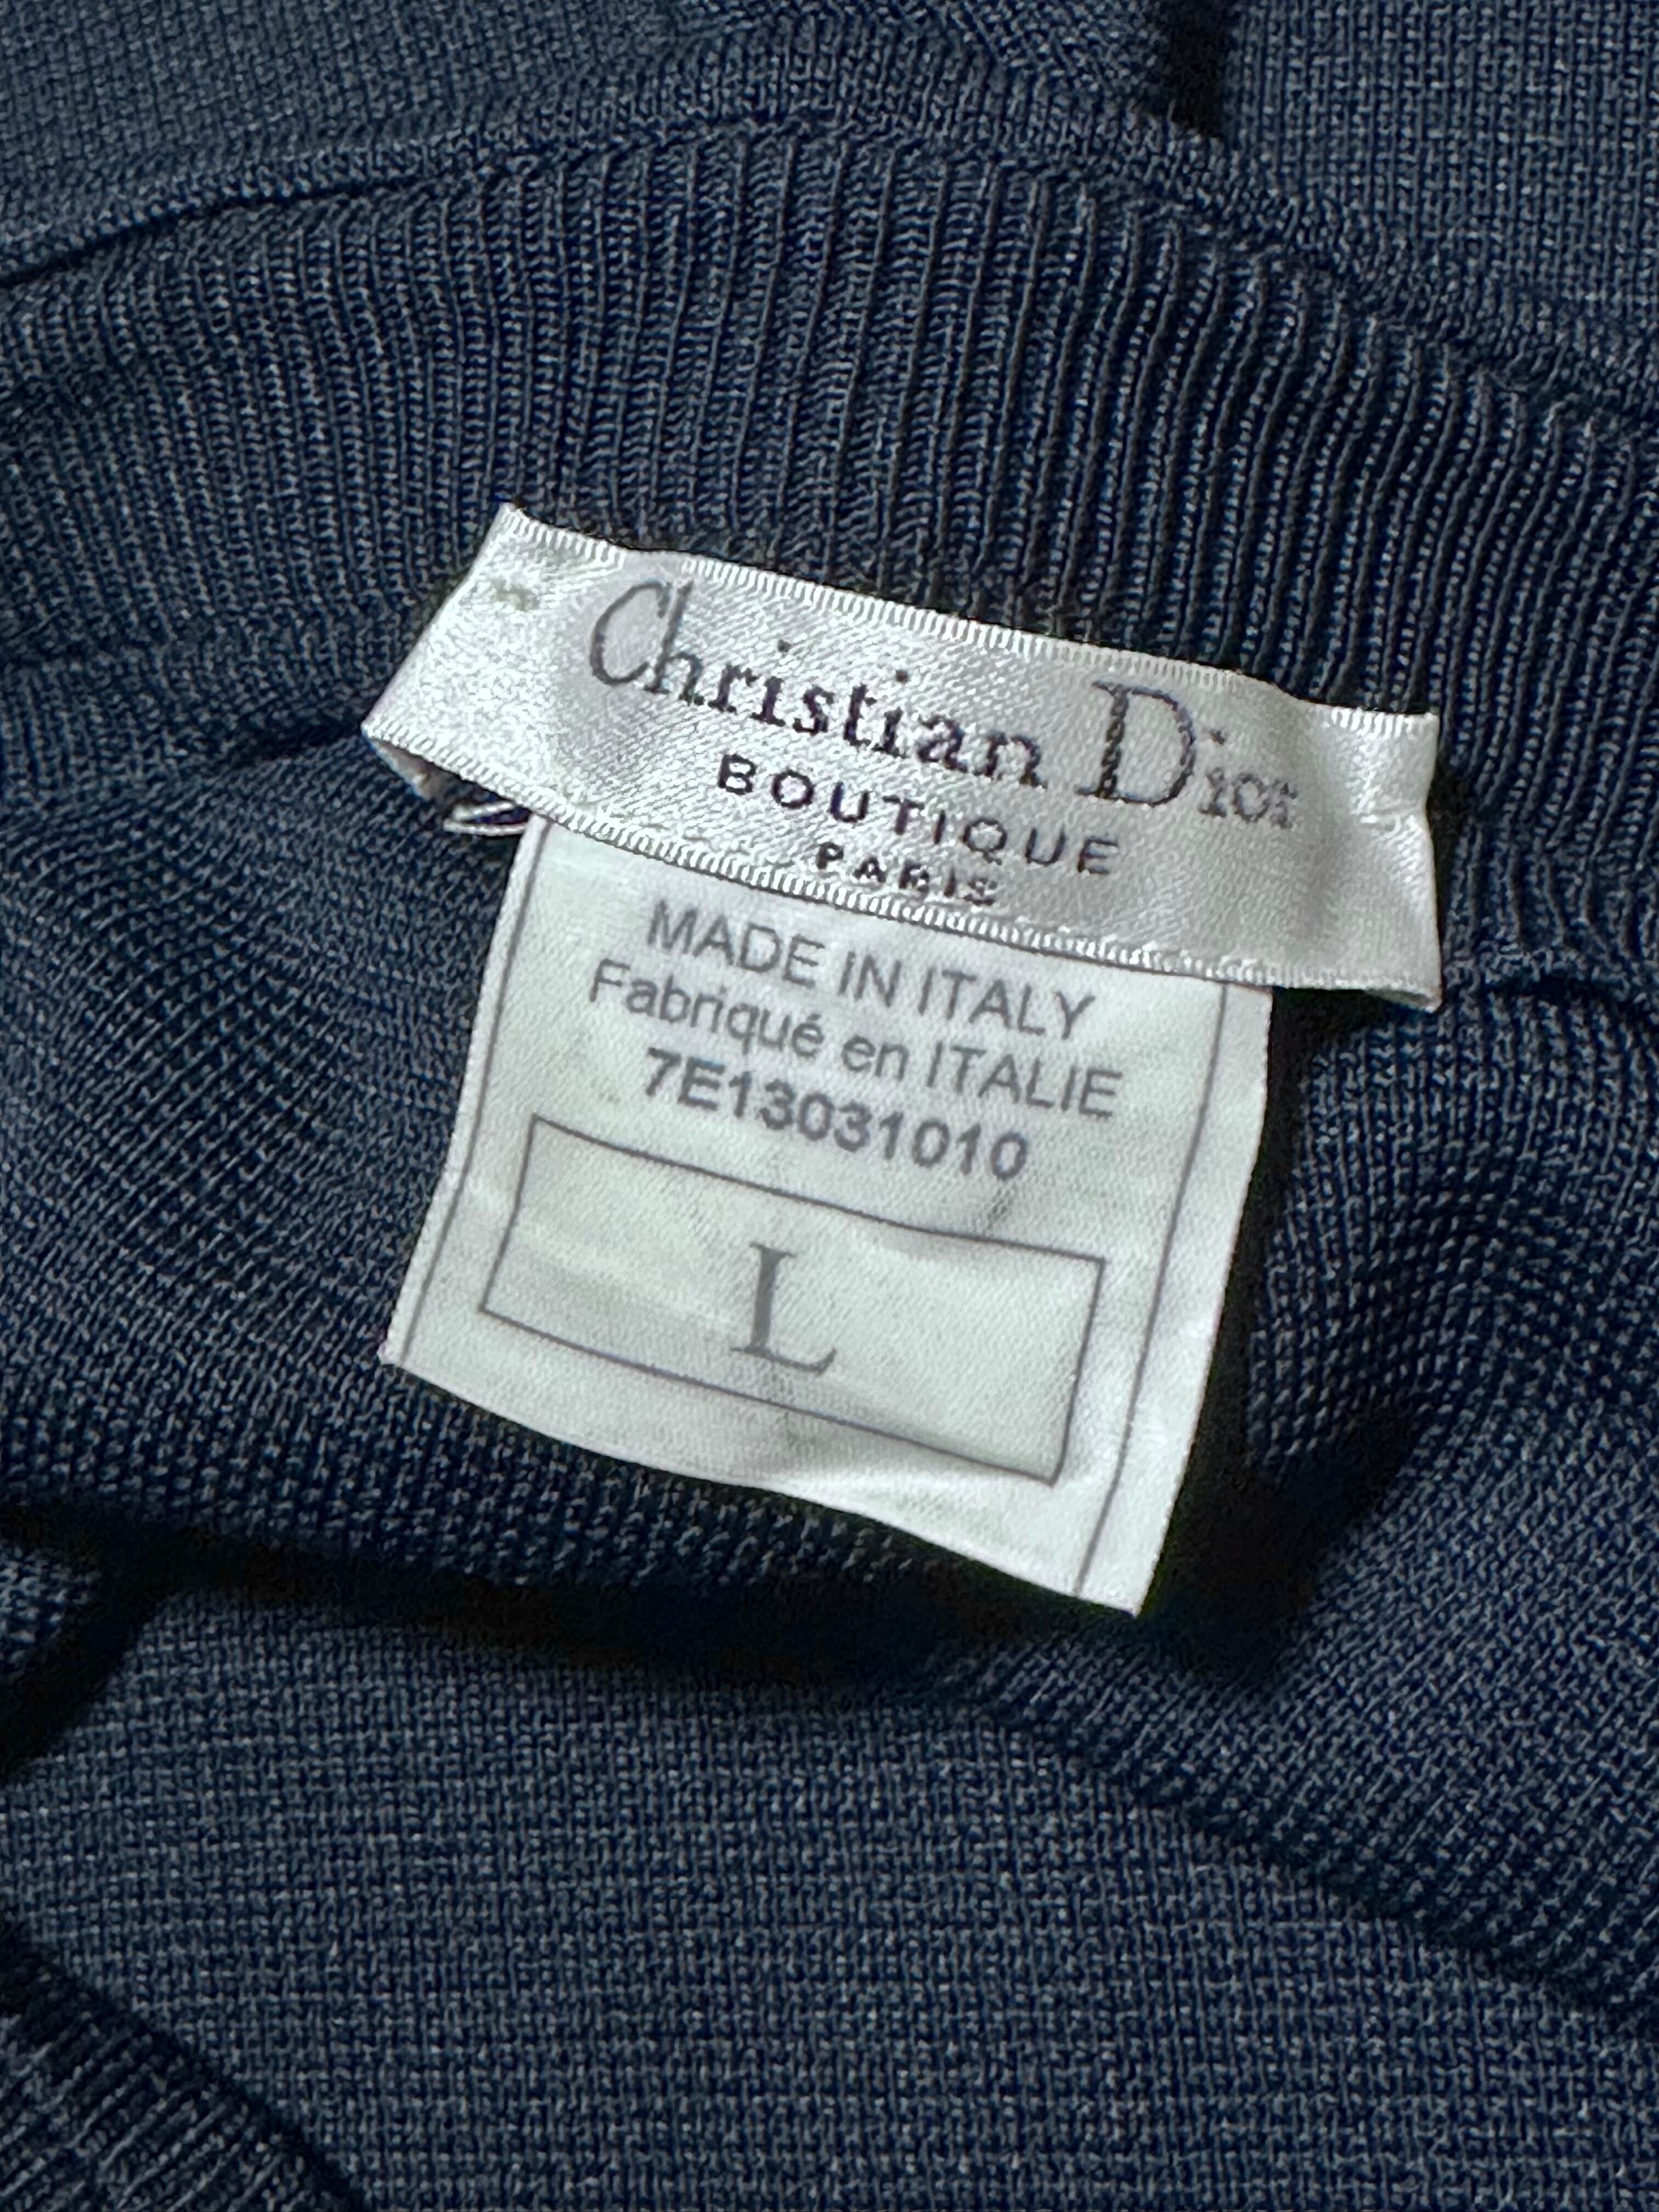 Christian Dior
BOUTIQUE
PARIS
MADE IN ITALY
Fabriqué en ITALIE
7E13031010
L